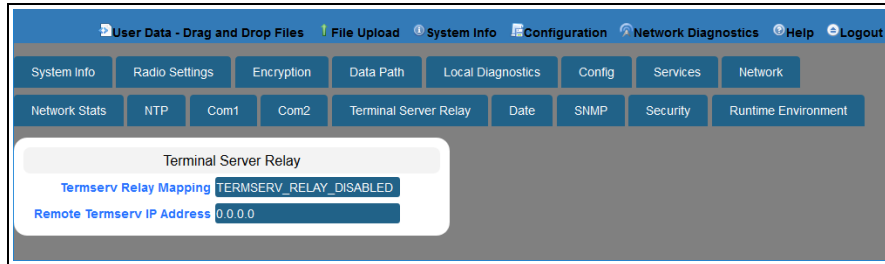 User Data - Drag and Drop Files File Upload System Info Configuration Network Diagnostics Help Logout
System Info Radio Settings Encryption Data Path Local Diagnostics Config Services Network
Network Stats NTP Com1 Com2 Terminal Server Relay Date SNMP Security Runtime Environment
Terminal Server Relay
Termserv Relay Mapping TERMSERV_RELAY_DISABLED
Remote Termserv IP Address 0.0.0.0